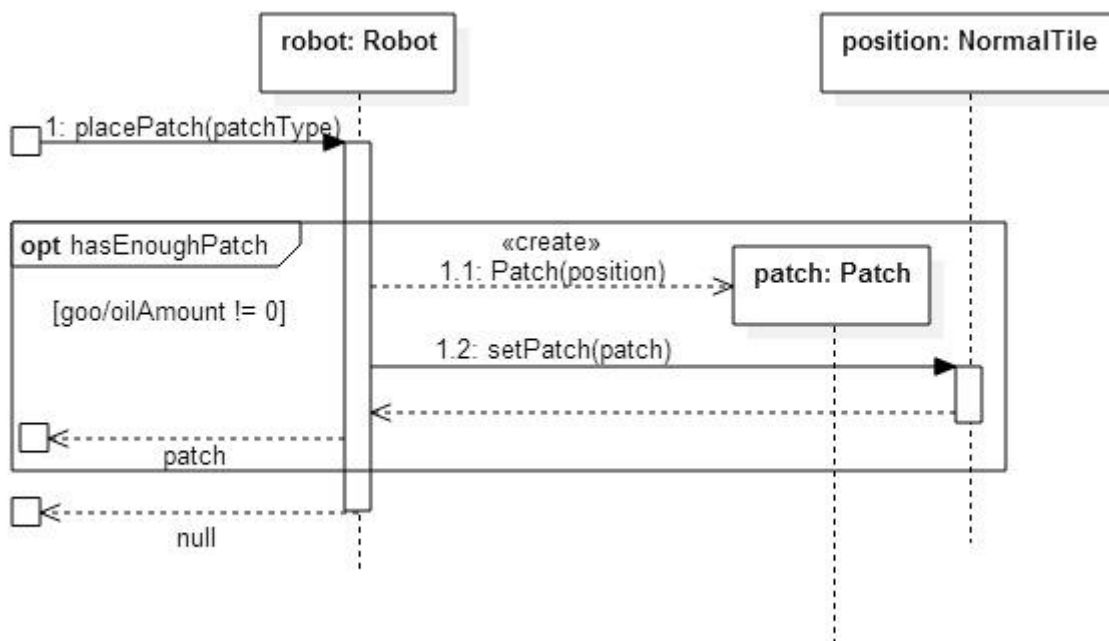 robot: Robot
position: NormalTile
1: placePatch(patchType)
opt hasEnoughPatch
«create»
1.1: Patch(position)
patch: Patch
[goo/oilAmount != 0]
1.2: setPatch(patch)
patch
null